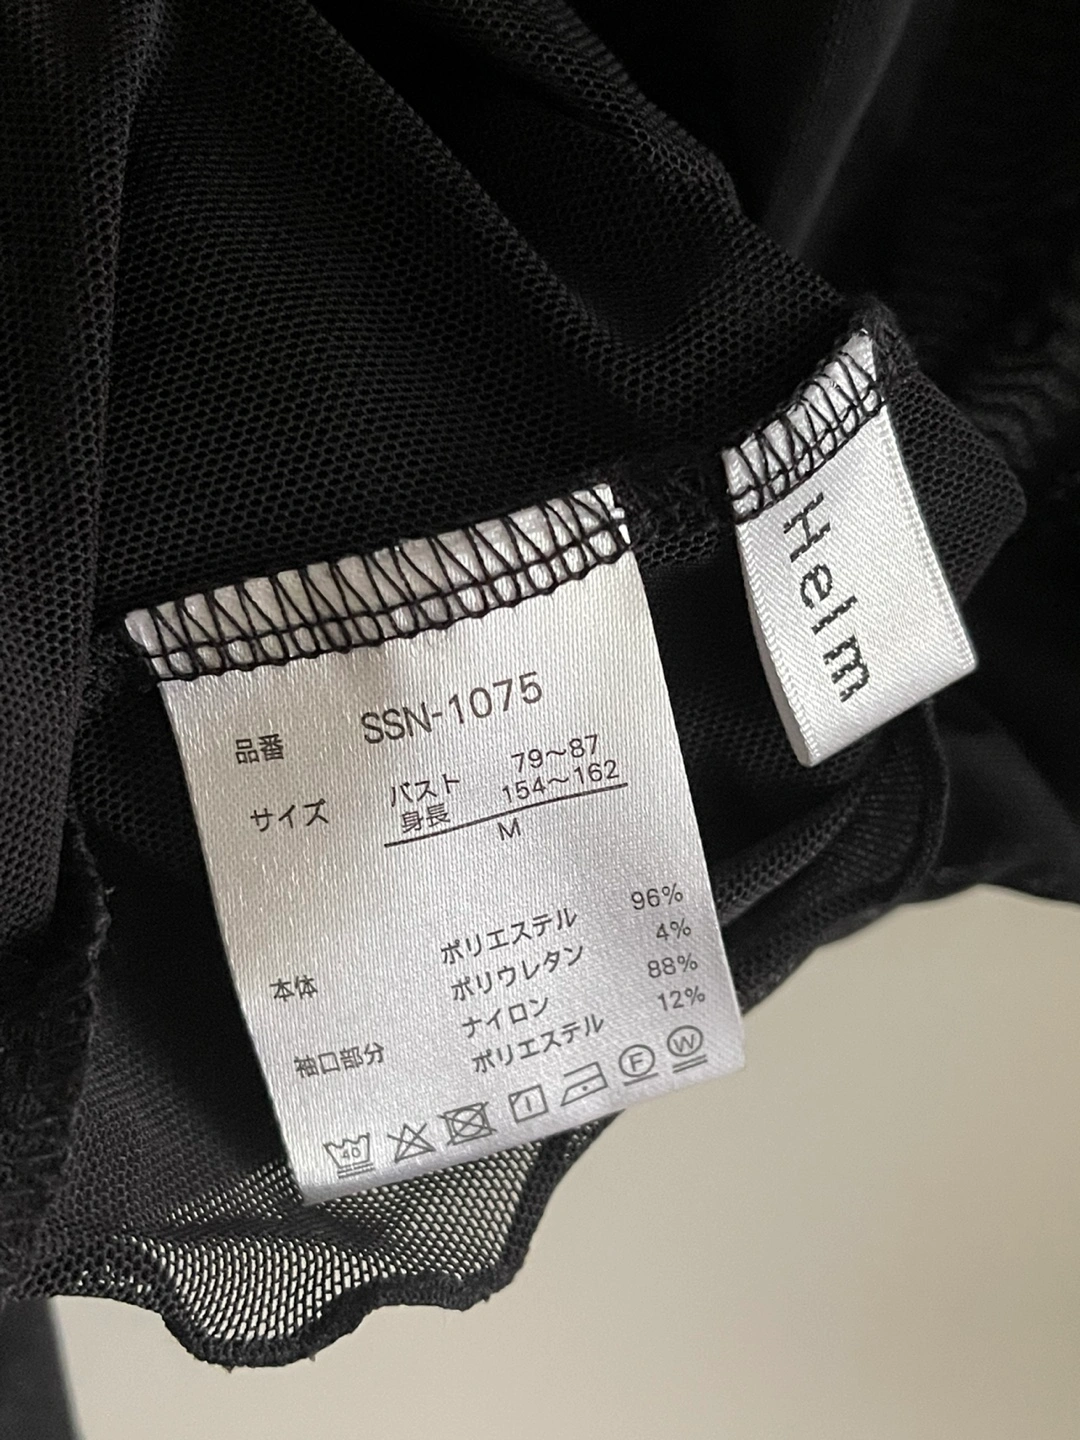 品番 SSN-1075
サイズ バスト 79～87
身長 154～162
M
本体 ポリエステル 96%
ポリウレタン 4%
袖口部分 ナイロン 88%
ポリエステル 12%
40 F W
Helm